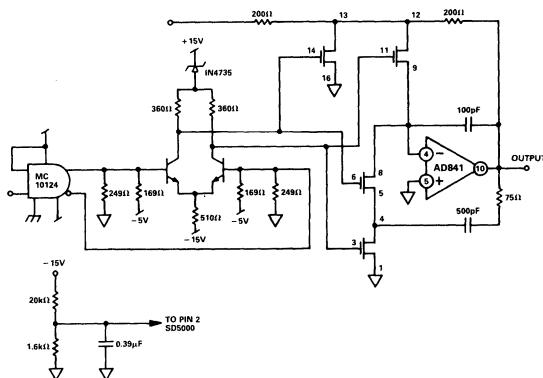 200Ω
13
12
200Ω
+15V
IN4735
14
16
11
9
360Ω
360Ω
100pF
MC
10124
249Ω
169Ω
−5V
510Ω
−15V
169Ω
−5V
249Ω
6
8
5
4
−
5
+
AD841
10
OUTPUT
75Ω
4
500pF
3
1
−15V
20kΩ
1.6kΩ
0.39µF
TO PIN 2
SD5000